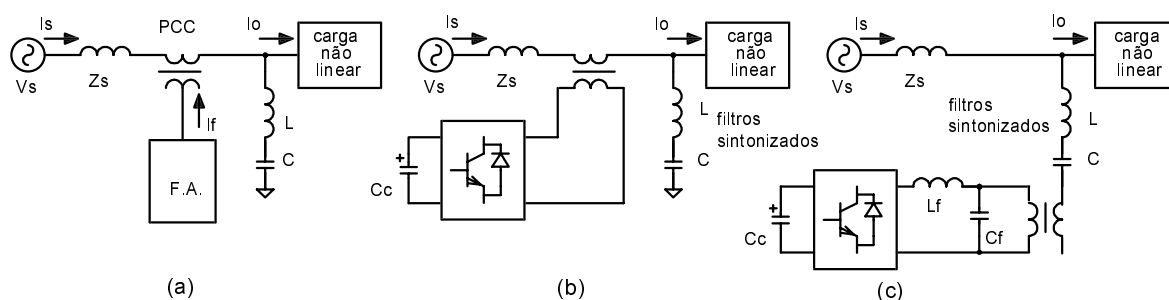 Is
PCC
Io
carga
não
linear
Vs
Zs
If
L
C
F.A.
(a)
Is
Io
carga
não
linear
Vs
Zs
L
filtros
sintonizados
C
+
Cc
(b)
Is
Io
carga
não
linear
Vs
Zs
filtros
sintonizados
L
C
+
Cc
Lf
Cf
(c)